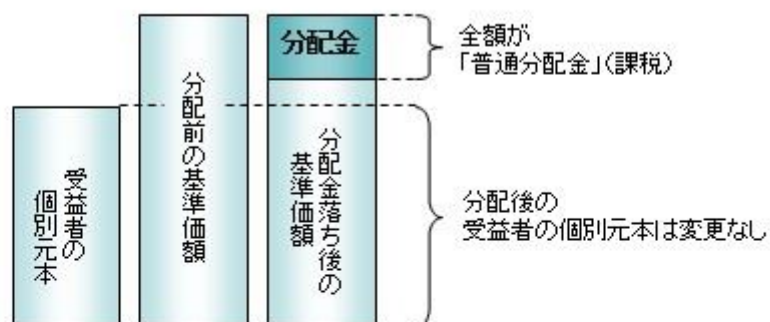 受益者の
個別元本
分配前の基準価額
分配金
分配金落ち後の
基準価額
全額が
「普通分配金」(課税)
分配後の
受益者の個別元本は変更なし